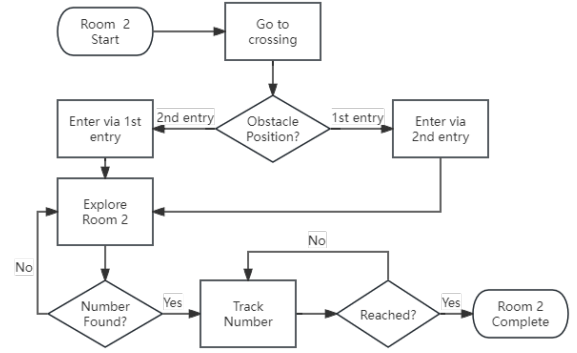 Room 2
Start
Go to
crossing
Enter via 1st
entry
2nd entry
Obstacle
Position?
1st entry
Enter via
2nd entry
Explore
Room 2
No
No
Number
Found?
Yes
Track
Number
Reached?
Yes
Room 2
Complete